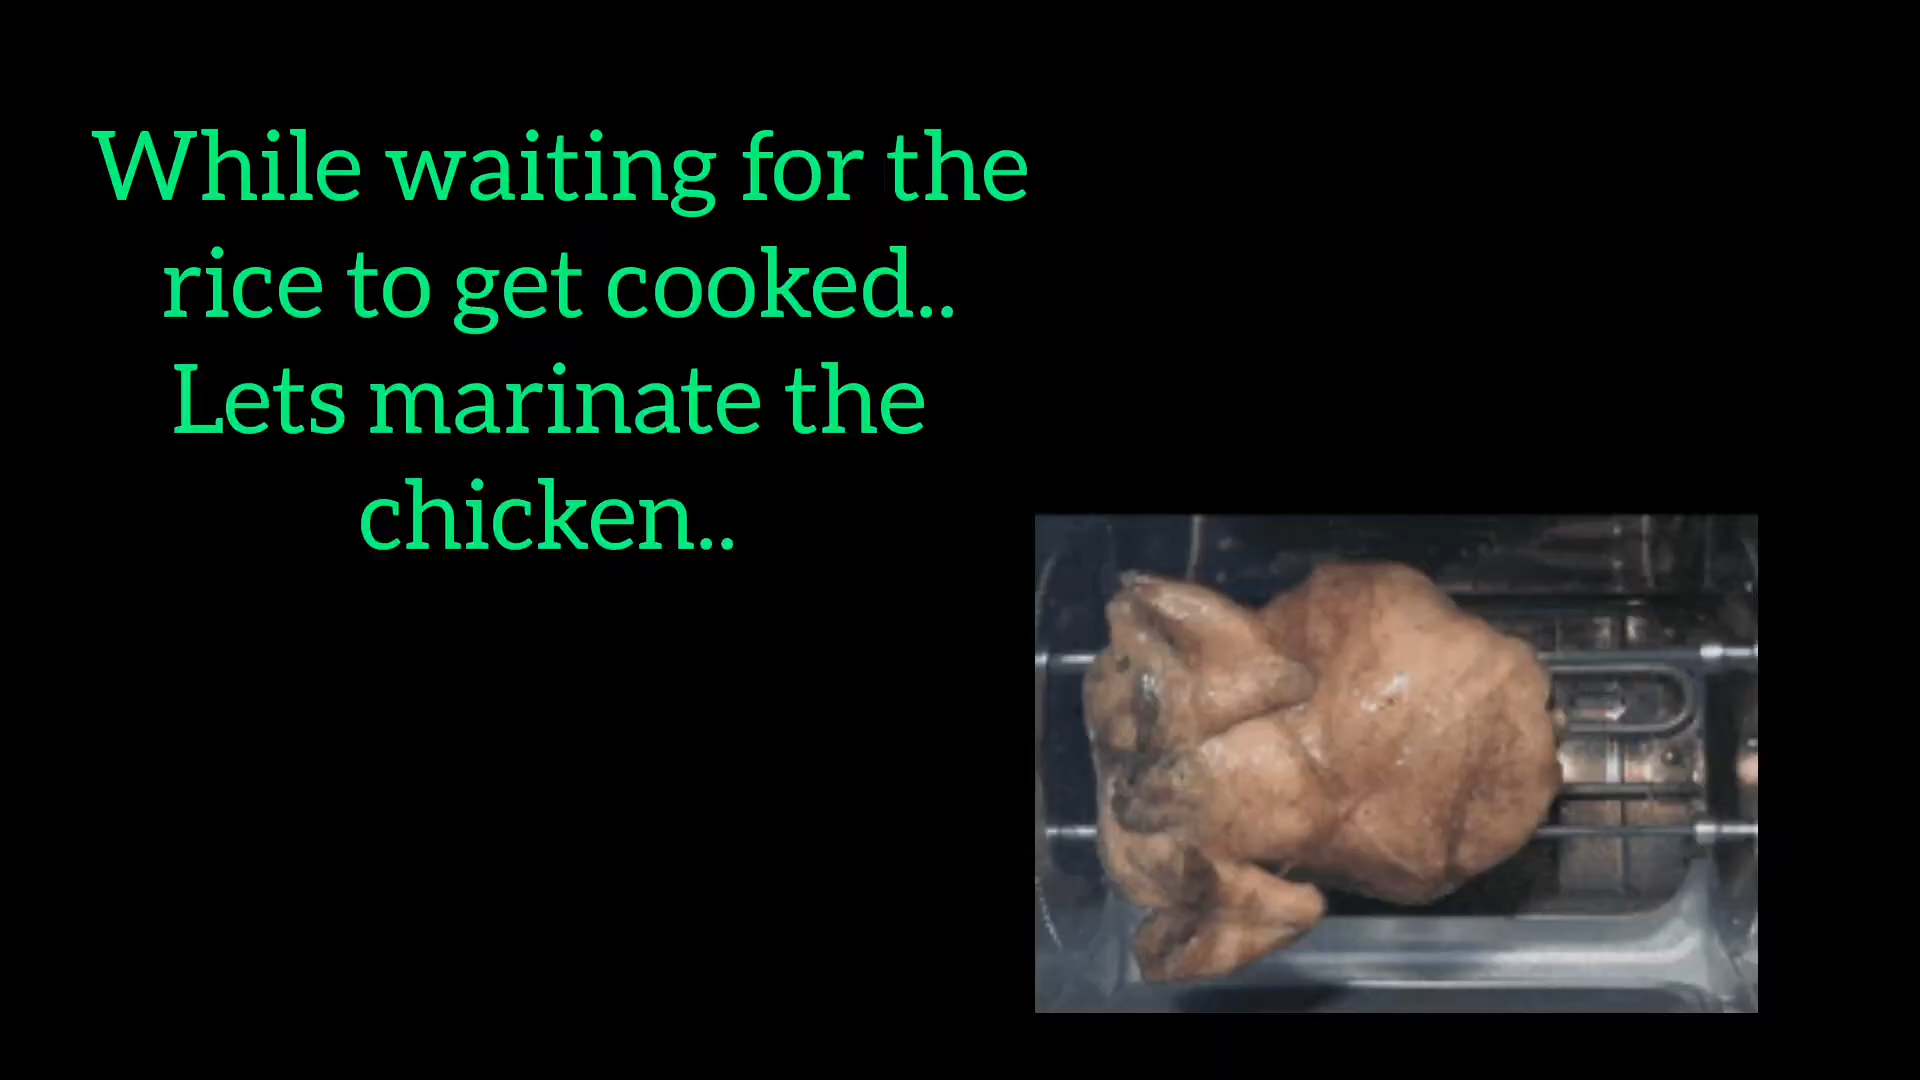 While waiting for the
rice to get cooked..
Lets marinate the
chicken..